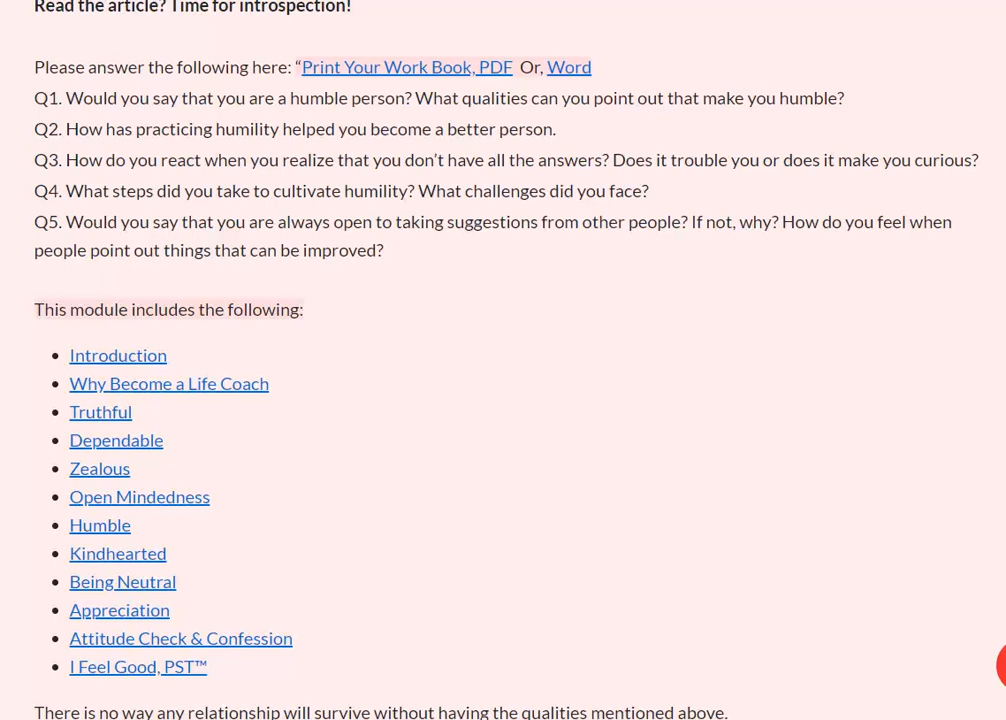 Read the article? Time for introspection!
Please answer the following here: “Print Your Work Book, PDF Or, Word
Q1. Would you say that you are a humble person? What qualities can you point out that make you humble?
Q2. How has practicing humility helped you become a better person.
Q3. How do you react when you realize that you don’t have all the answers? Does it trouble you or does it make you curious?
Q4. What steps did you take to cultivate humility? What challenges did you face?
Q5. Would you say that you are always open to taking suggestions from other people? If not, why? How do you feel when
people point out things that can be improved?
This module includes the following:
• Introduction
• Why Become a Life Coach
• Truthful
• Dependable
• Zealous
• Open Mindedness
• Humble
• Kindhearted
• Being Neutral
• Appreciation
• Attitude Check & Confession
• I Feel Good, PST™
There is no way any relationship will survive without having the qualities mentioned above.